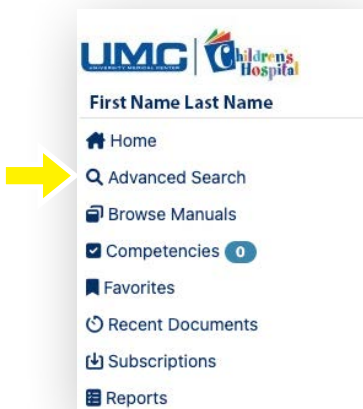 UMC Children's
UNIVERSITY MEDICAL CENTER Hospital
First Name Last Name
Home
Advanced Search
Browse Manuals
Competencies 0
Favorites
Recent Documents
Subscriptions
Reports